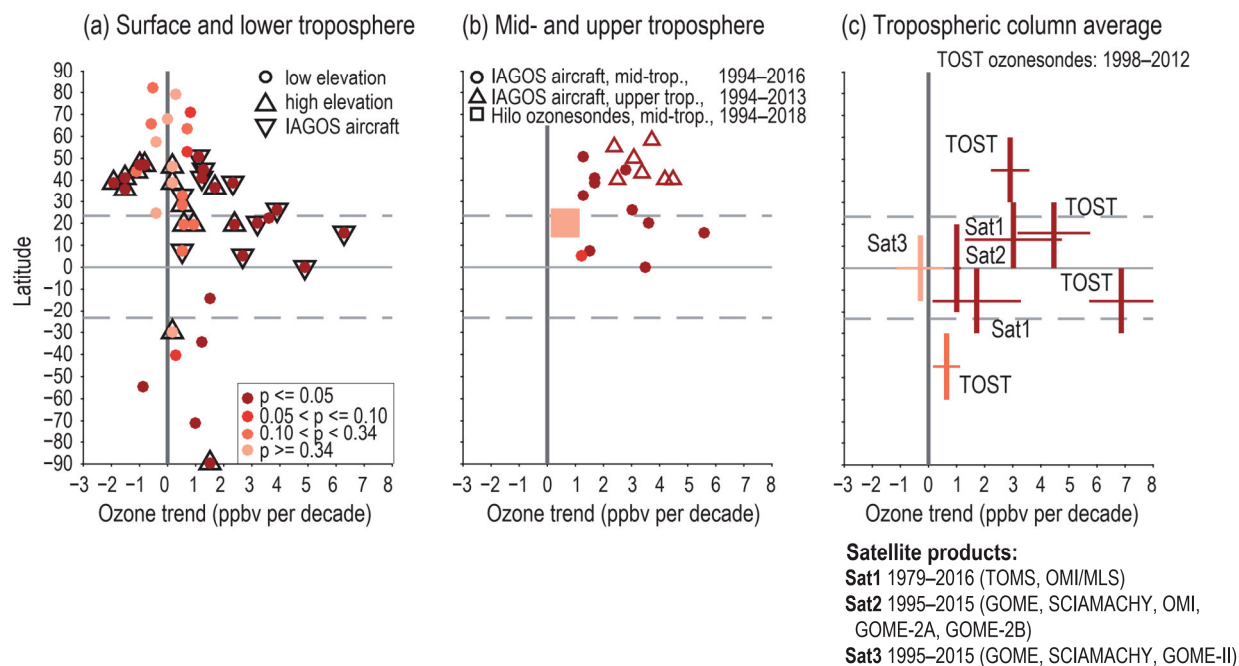 (a) Surface and lower troposphere
90
80
70
60
50
40
30
20
10
0
−10
−20
−30
−40
−50
−60
−70
−80
−90
Latitude
low elevation
high elevation
IAGOS aircraft
p <= 0.05
0.05 < p <= 0.10
0.10 < p < 0.34
p >= 0.34
−3 −2 −1 0 1 2 3 4 5 6 7 8
Ozone trend (ppbv per decade)
(b) Mid- and upper troposphere
IAGOS aircraft, mid-trop., 1994–2016
IAGOS aircraft, upper trop., 1994–2013
Hilo ozonesondes, mid-trop., 1994–2018
−3 −2 −1 0 1 2 3 4 5 6 7 8
Ozone trend (ppbv per decade)
(c) Tropospheric column average
TOST ozonesondes: 1998–2012
TOST
TOST
Sat1
Sat3
Sat2
TOST
Sat1
TOST
−3 −2 −1 0 1 2 3 4 5 6 7 8
Ozone trend (ppbv per decade)
Satellite products:
Sat1 1979–2016 (TOMS, OMI/MLS)
Sat2 1995–2015 (GOME, SCIAMACHY, OMI,
GOME-2A, GOME-2B)
Sat3 1995–2015 (GOME, SCIAMACHY, GOME-II)